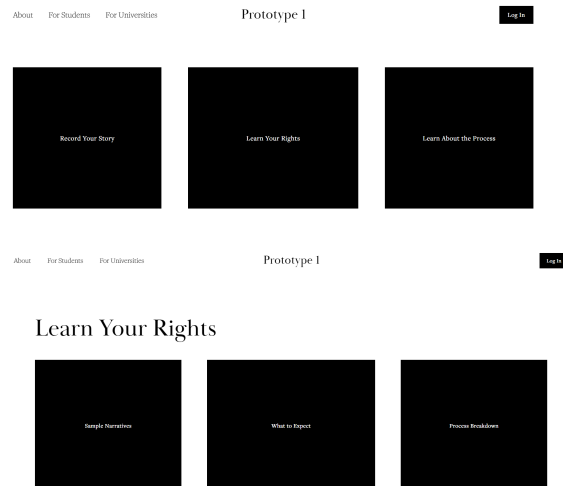 About For Students For Universities Prototype 1 Log In
Record Your Story Learn Your Rights Learn About the Process
About For Students For Universities Prototype 1 Log In
Learn Your Rights
Sample Narratives What to Expect Process Breakdown